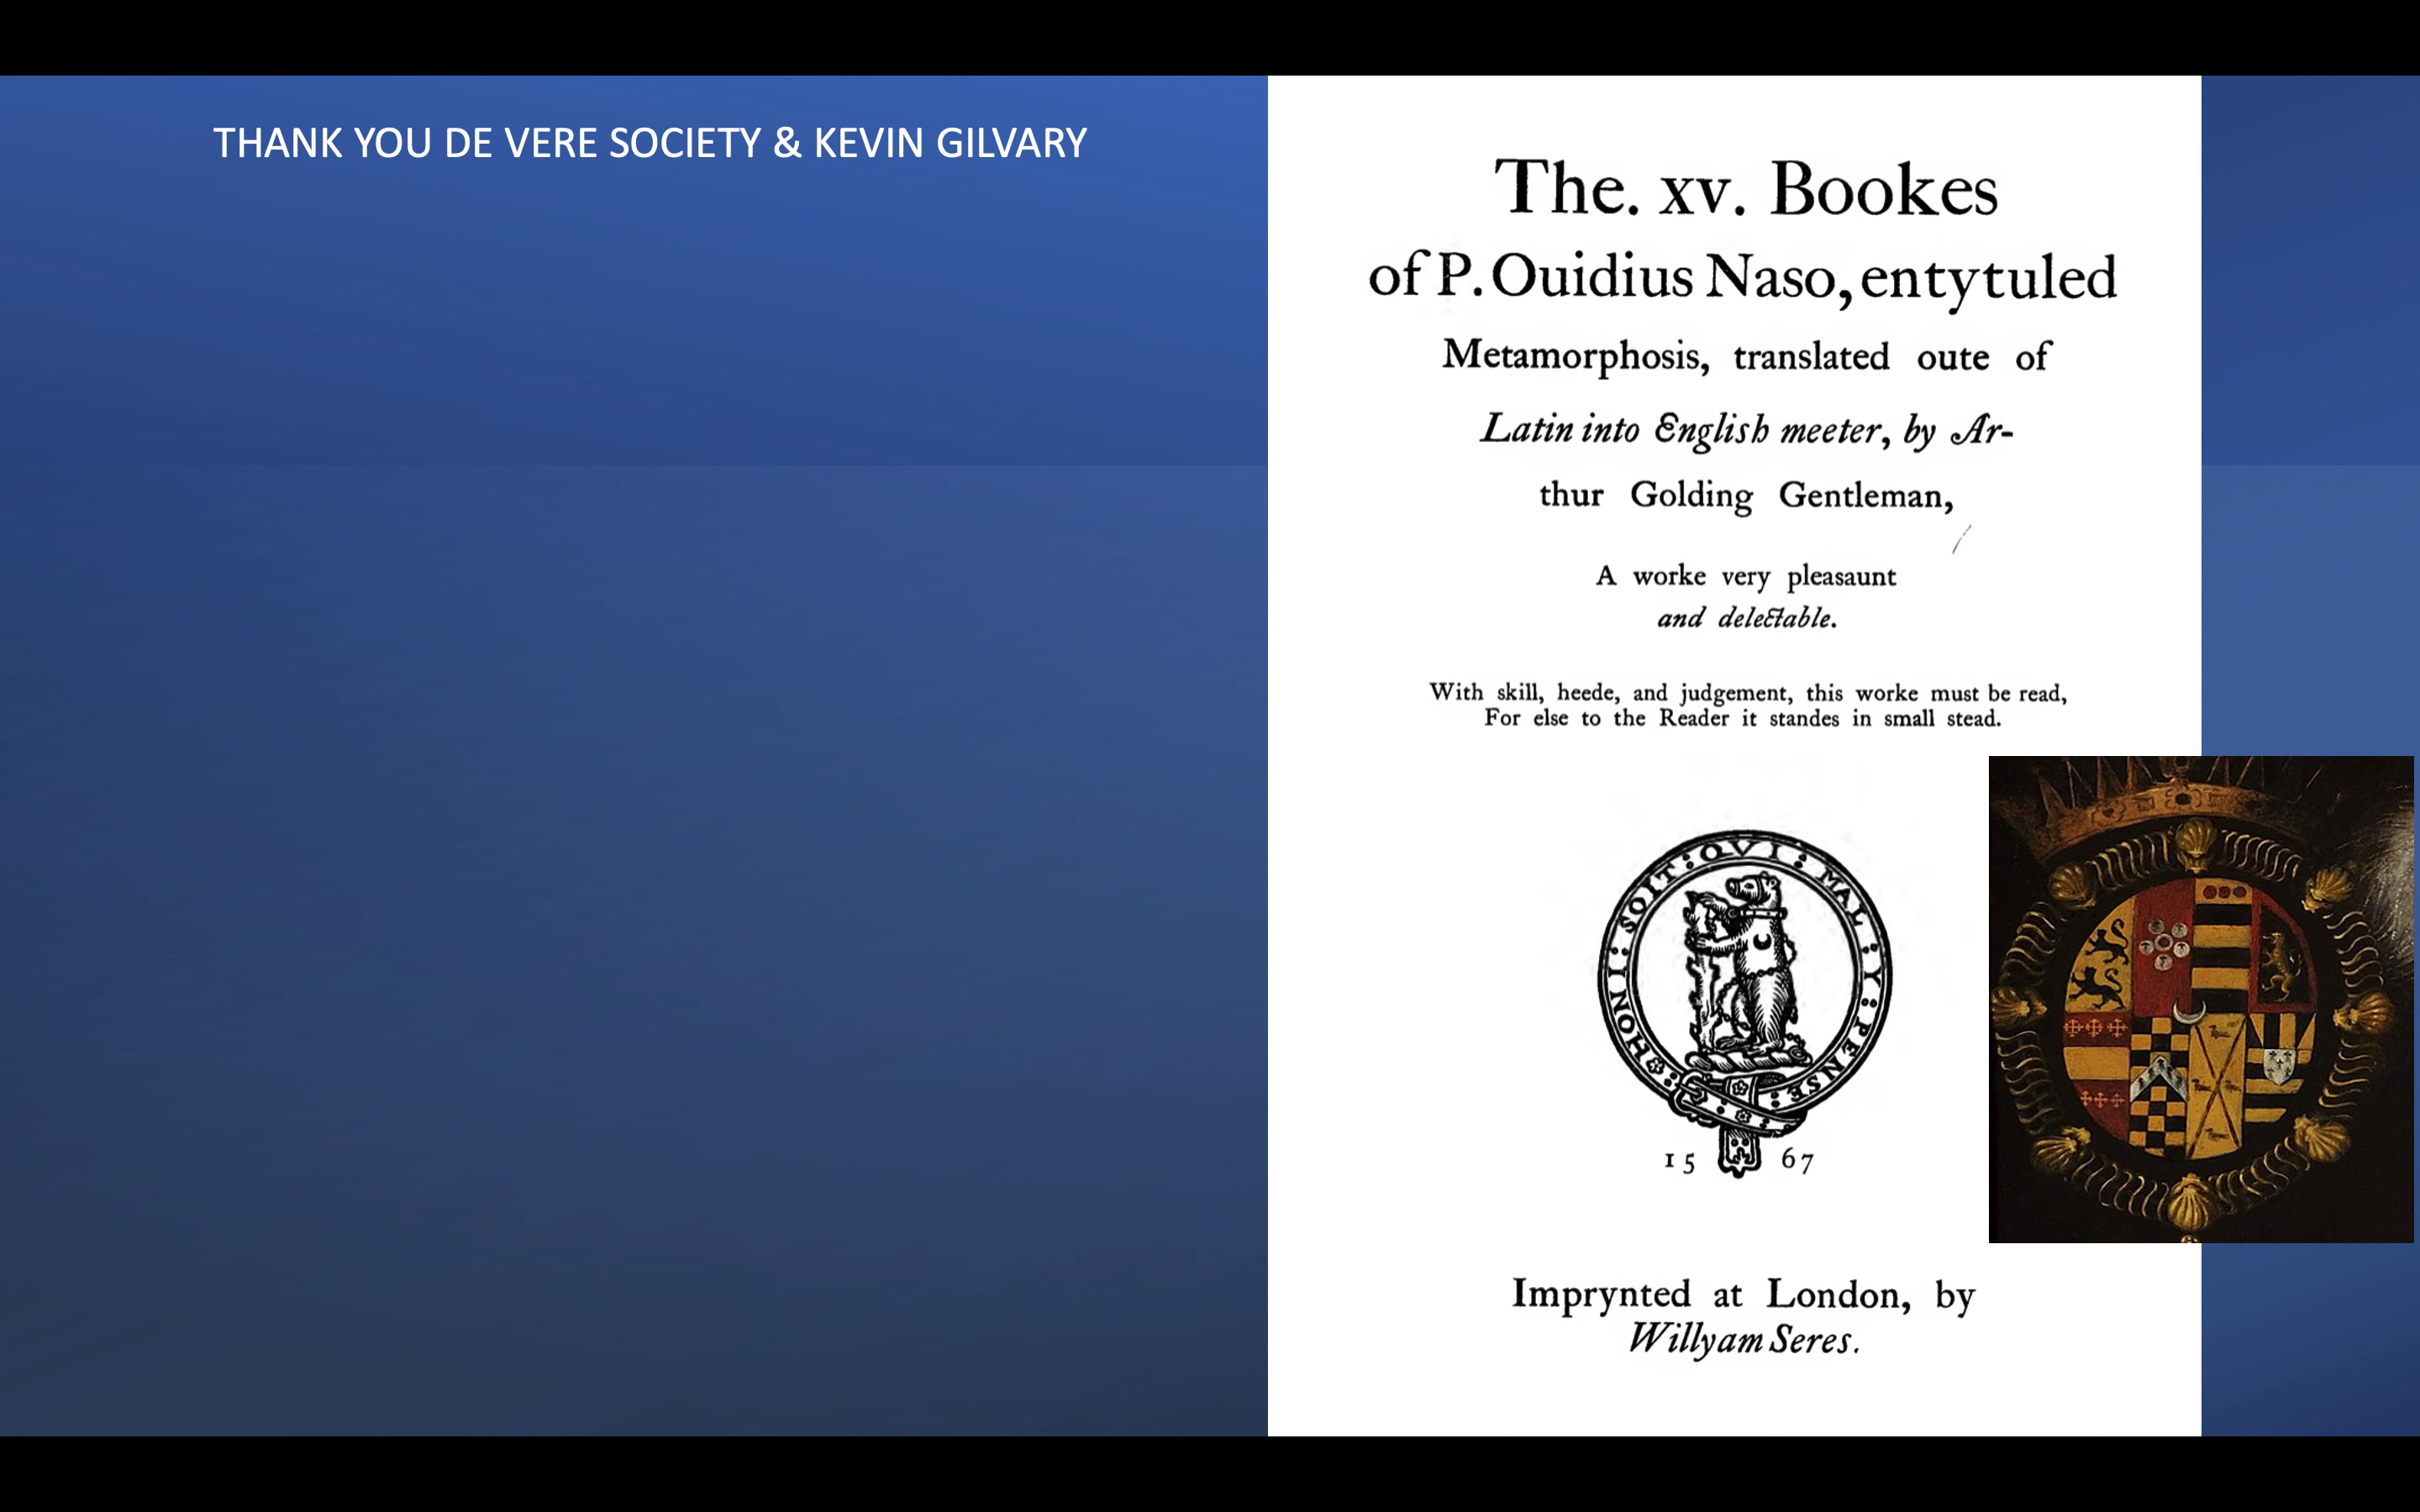 THANK YOU DE VERE SOCIETY & KEVIN GILVARY
The. xv. Bookes
of P. Ouidius Naso, entytuled
Metamorphosis, translated oute of
Latin into English meeter, by Ar-
thur Golding Gentleman,
A worke very pleasaunt
and delectable.
With skill, heede, and judgement, this worke must be read,
For else to the Reader it standes in small stead.
HONI: SOIT: QVI: MAL: Y: PENSE
15 67
Imprynted at London, by
Willyam Seres.